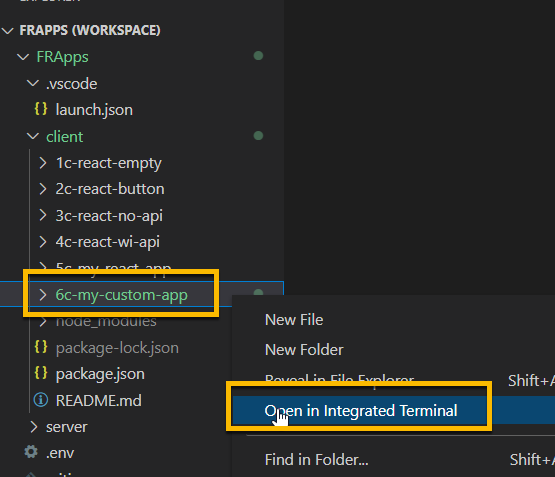 FRAPPS (WORKSPACE)
FRApps
.vscode
launch.json
client
1c-react-empty
2c-react-button
3c-react-no-api
4c-react-wi-api
5c-my-react-app
6c-my-custom-app
node_modules
package-lock.json
package.json
README.md
server
.env
New File
New Folder
Reveal in File Explorer Shift+A
Open in Integrated Terminal
Find in Folder... Shift+A